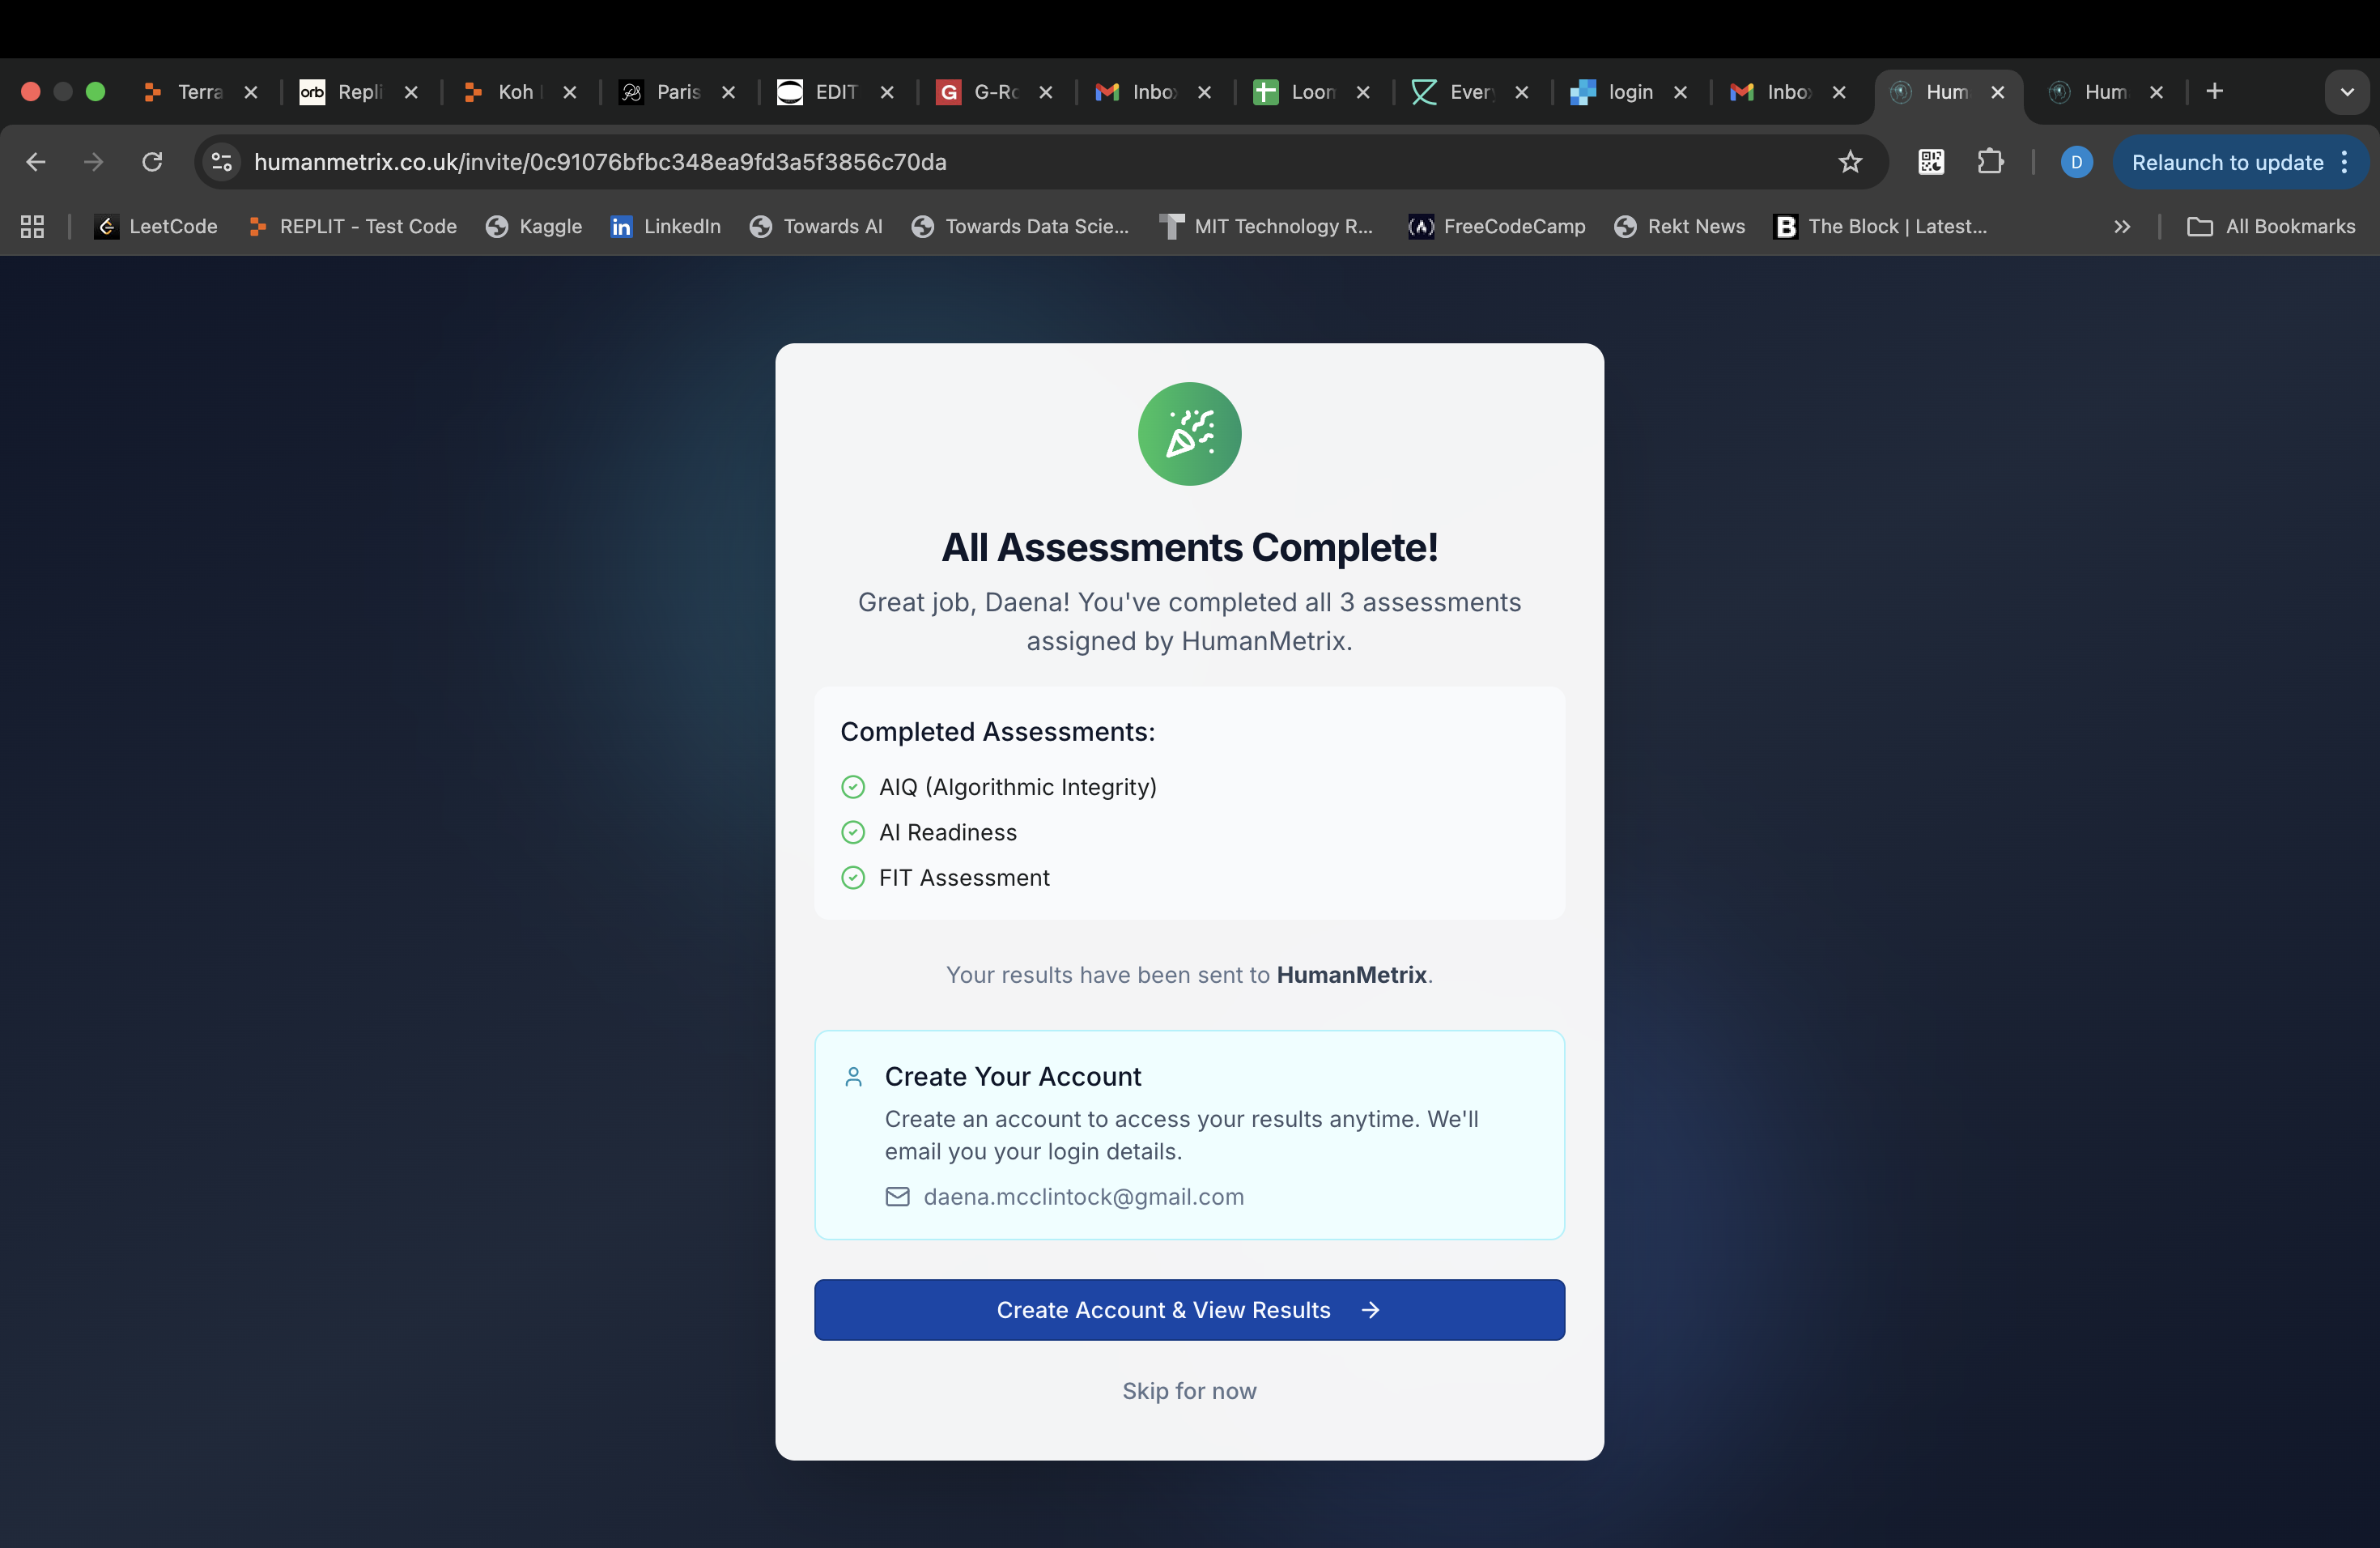 Terra
orb
Repli
Koh
Paris
EDIT
G
G-Ro
Inbo
Loom
Ever
login
Inbo
Hum
Hum
humanmetrix.co.uk/invite/0c91076bfbc348ea9fd3a5f3856c70da
D
Relaunch to update
LeetCode
REPLIT - Test Code
Kaggle
in
LinkedIn
Towards AI
Towards Data Scie...
MIT Technology R...
FreeCodeCamp
Rekt News
B
The Block | Latest...
All Bookmarks
All Assessments Complete!
Great job, Daena! You've completed all 3 assessments
assigned by HumanMetrix.
Completed Assessments:
AIQ (Algorithmic Integrity)
AI Readiness
FIT Assessment
Your results have been sent to HumanMetrix.
Create Your Account
Create an account to access your results anytime. We'll
email you your login details.
daena.mcclintock@gmail.com
Create Account & View Results
Skip for now